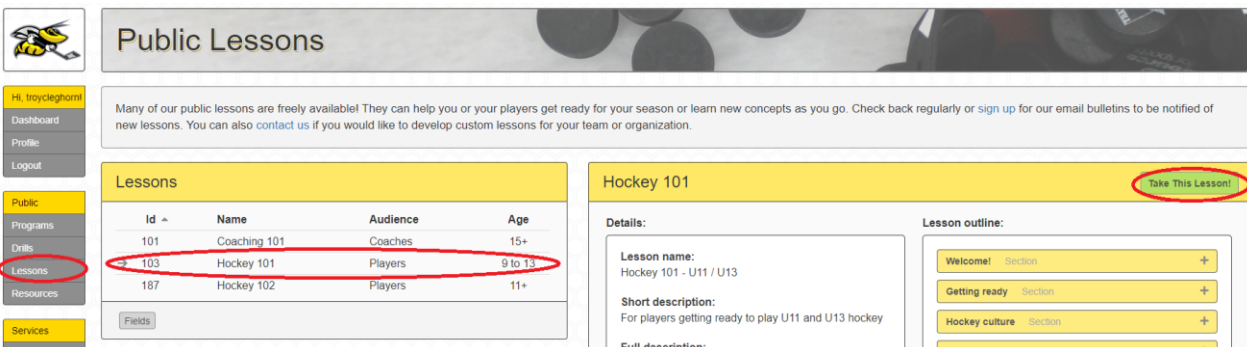 Public Lessons
Hi, troycleghorn!
Dashboard
Profile
Logout
Public
Programs
Drills
Lessons
Resources
Services
Many of our public lessons are freely available! They can help you or your players get ready for your season or learn new concepts as you go. Check back regularly or sign up for our email bulletins to be notified of
new lessons. You can also contact us if you would like to develop custom lessons for your team or organization.
Lessons
Id Name Audience Age
101 Coaching 101 Coaches 15+
→ 103 Hockey 101 Players 9 to 13
187 Hockey 102 Players 11+
Fields
Hockey 101
Take This Lesson!
Details:
Lesson name:
Hockey 101 - U11 / U13
Short description:
For players getting ready to play U11 and U13 hockey
Full description:
Lesson outline:
Welcome! Section +
Getting ready Section +
Hockey culture Section +